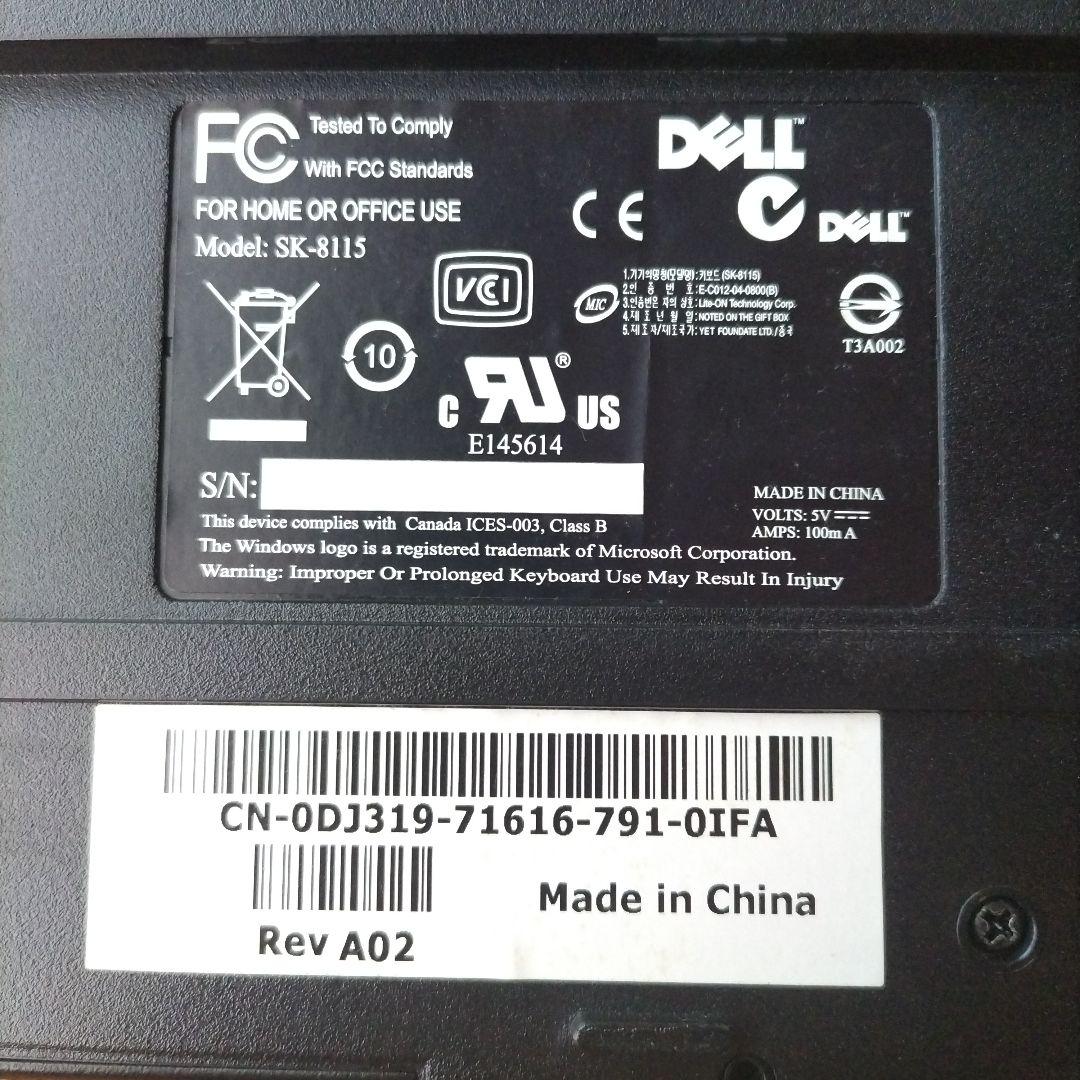 FC Tested To Comply
With FCC Standards
FOR HOME OR OFFICE USE
Model: SK-8115
DELL™
CE
DELL™
VCI
MIC
1.기기의명칭(모델명):키보드(SK-8115)
2.인 증 번 호:E-C012-04-0800(B)
3.인증받은 자의 상호:Lite-ON Technology Corp.
4.제 조 년 월 일:NOTED ON THE GIFT BOX
5.제조자/제조국가: YET FOUNDATE LTD./중국
T3A002
10
C RU® US
E145614
S/N:
MADE IN CHINA
VOLTS: 5V
AMPS: 100mA
This device complies with Canada ICES-003, Class B
The Windows logo is a registered trademark of Microsoft Corporation.
Warning: Improper Or Prolonged Keyboard Use May Result In Injury
CN-0DJ319-71616-791-0IFA
Made in China
Rev A02